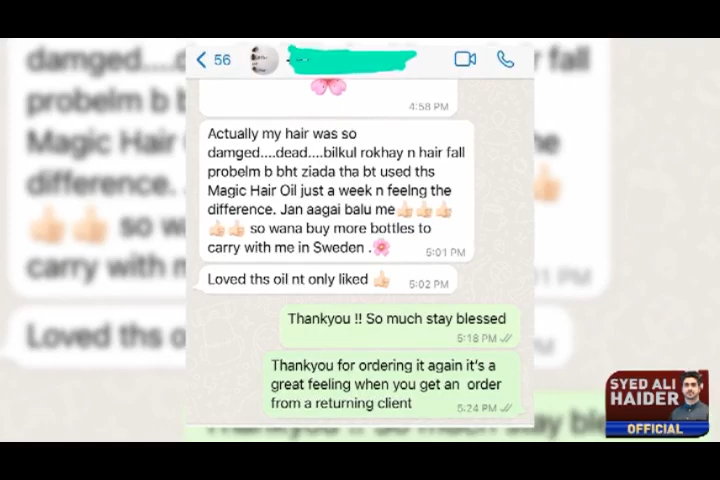 56
4:58 PM
Actually my hair was so
damged....dead....bilkul rokhay n hair fall
probelm b bht ziada tha bt used ths
Magic Hair Oil just a week n feelng the
difference. Jan aagai balu me👍🏻👍🏻👍🏻
👍🏻👍🏻 so wana buy more bottles to
carry with me in Sweden .🌸
5:01 PM
Loved ths oil nt only liked 👍🏻
5:02 PM
Thankyou !! So much stay blessed
5:18 PM
Thankyou for ordering it again it's a
great feeling when you get an order
from a returning client
5:24 PM
SYED ALI
HAIDER
OFFICIAL